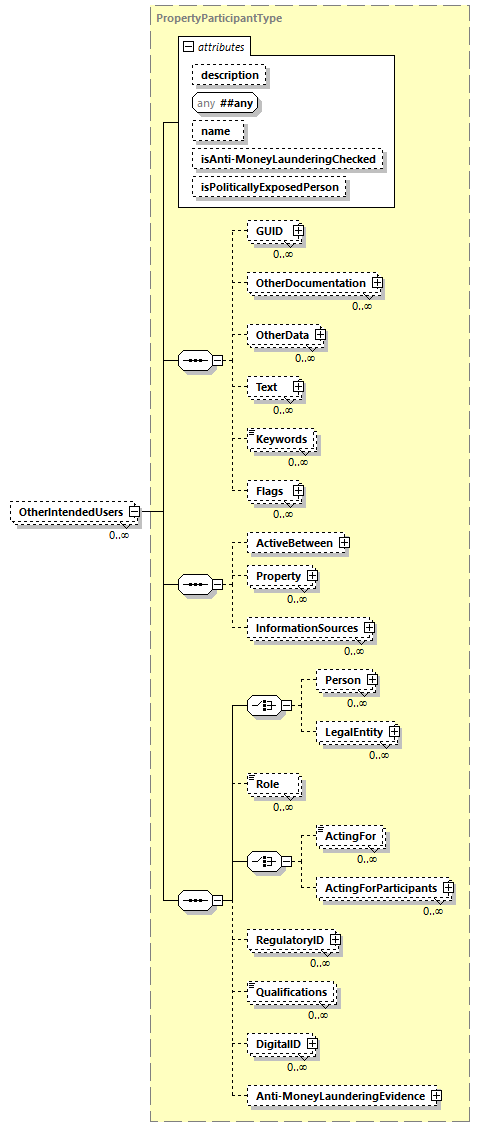 PropertyParticipantType
attributes
description
any ##any
name
isAnti-MoneyLaunderingChecked
isPoliticallyExposedPerson
GUID
0..∞
OtherDocumentation
0..∞
OtherData
0..∞
Text
0..∞
Keywords
0..∞
Flags
0..∞
OtherIntendedUsers
0..∞
ActiveBetween
Property
0..∞
InformationSources
0..∞
Person
0..∞
LegalEntity
0..∞
Role
0..∞
ActingFor
0..∞
ActingForParticipants
0..∞
RegulatoryID
0..∞
Qualifications
0..∞
DigitalID
0..∞
Anti-MoneyLaunderingEvidence